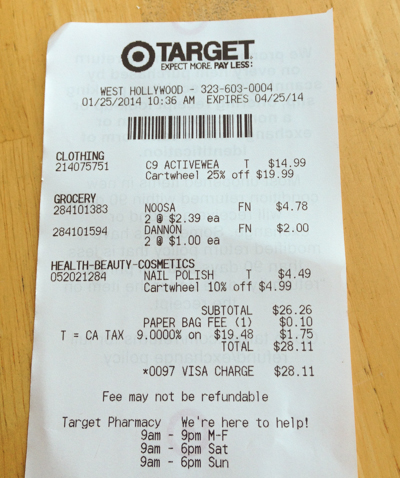 TARGET
EXPECT MORE. PAY LESS.
WEST HOLLYWOOD - 323-603-0004
01/25/2014 10:36 AM EXPIRES 04/25/14
CLOTHING
214075751 C9 ACTIVEWEA T $14.99
Cartwheel 25% off $19.99
GROCERY
284101383 NOOSA FN $4.78
2 @ $2.39 ea
284101594 DANNON FN $2.00
2 @ $1.00 ea
HEALTH-BEAUTY-COSMETICS
052021284 NAIL POLISH T $4.49
Cartwheel 10% off $4.99
SUBTOTAL $26.26
PAPER BAG FEE (1) $0.10
T = CA TAX 9.0000% on $19.48 $1.75
TOTAL $28.11
*0097 VISA CHARGE $28.11
Fee may not be refundable
Target Pharmacy We're here to help!
9am - 9pm M-F
9am - 6pm Sat
9am - 6pm Sun